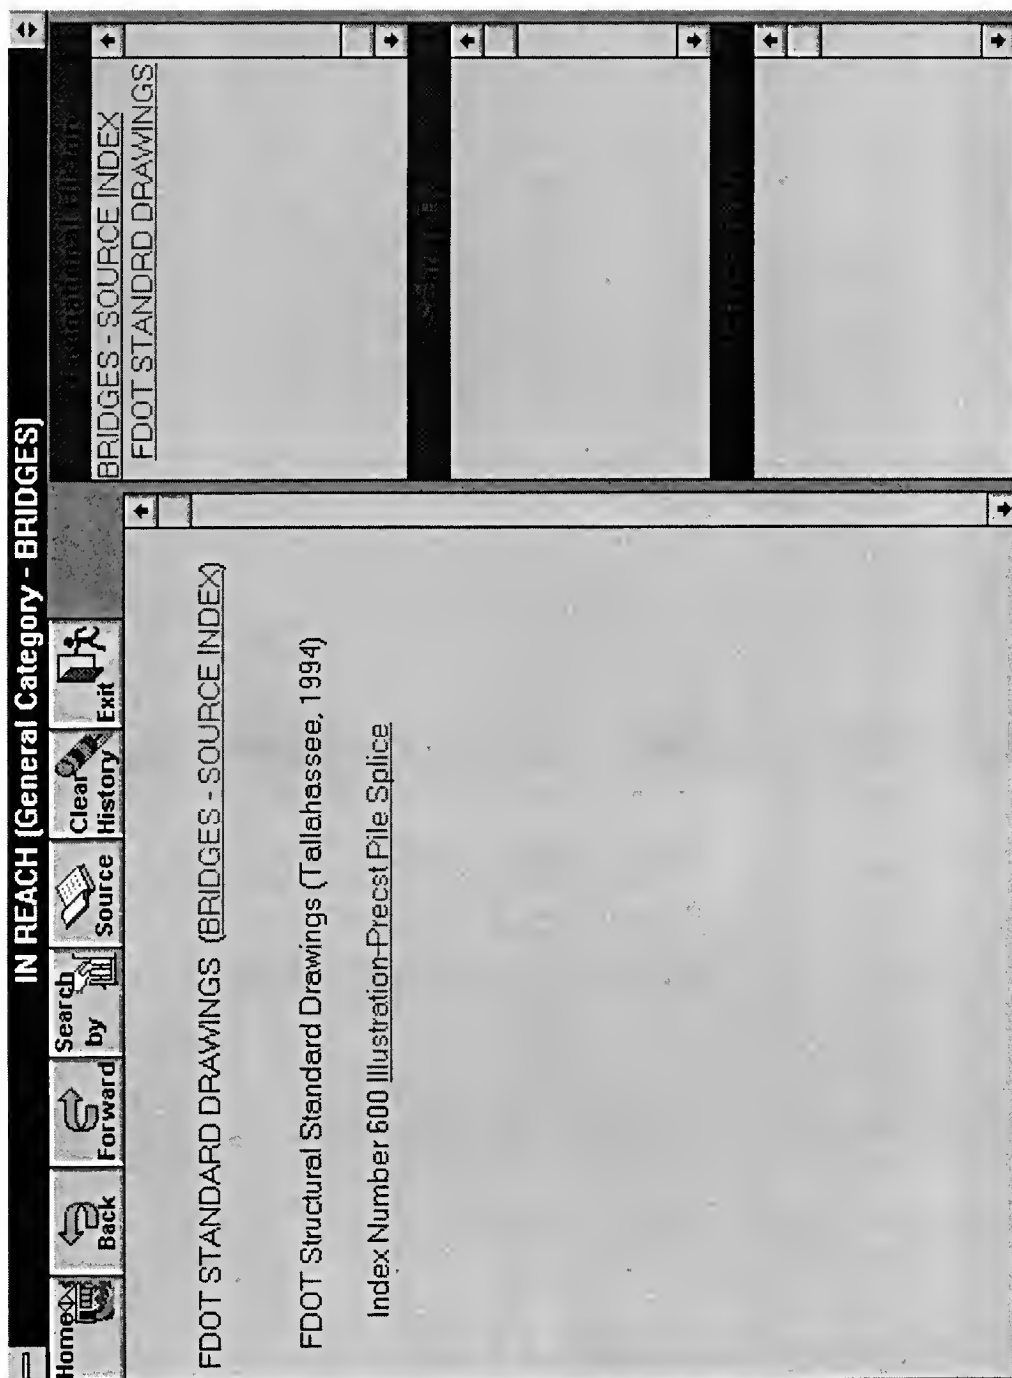 IN REACH (General Category - BRIDGES)
Home
Back
Forward
Search by
Source
Clear History
Exit
FDOT STANDARD DRAWINGS (BRIDGES - SOURCE INDEX)
FDOT Structural Standard Drawings (Tallahassee, 1994)
Index Number 600 Illustration-Precst Pile Splice
BRIDGES - SOURCE INDEX
FDOT STANDRD DRAWINGS